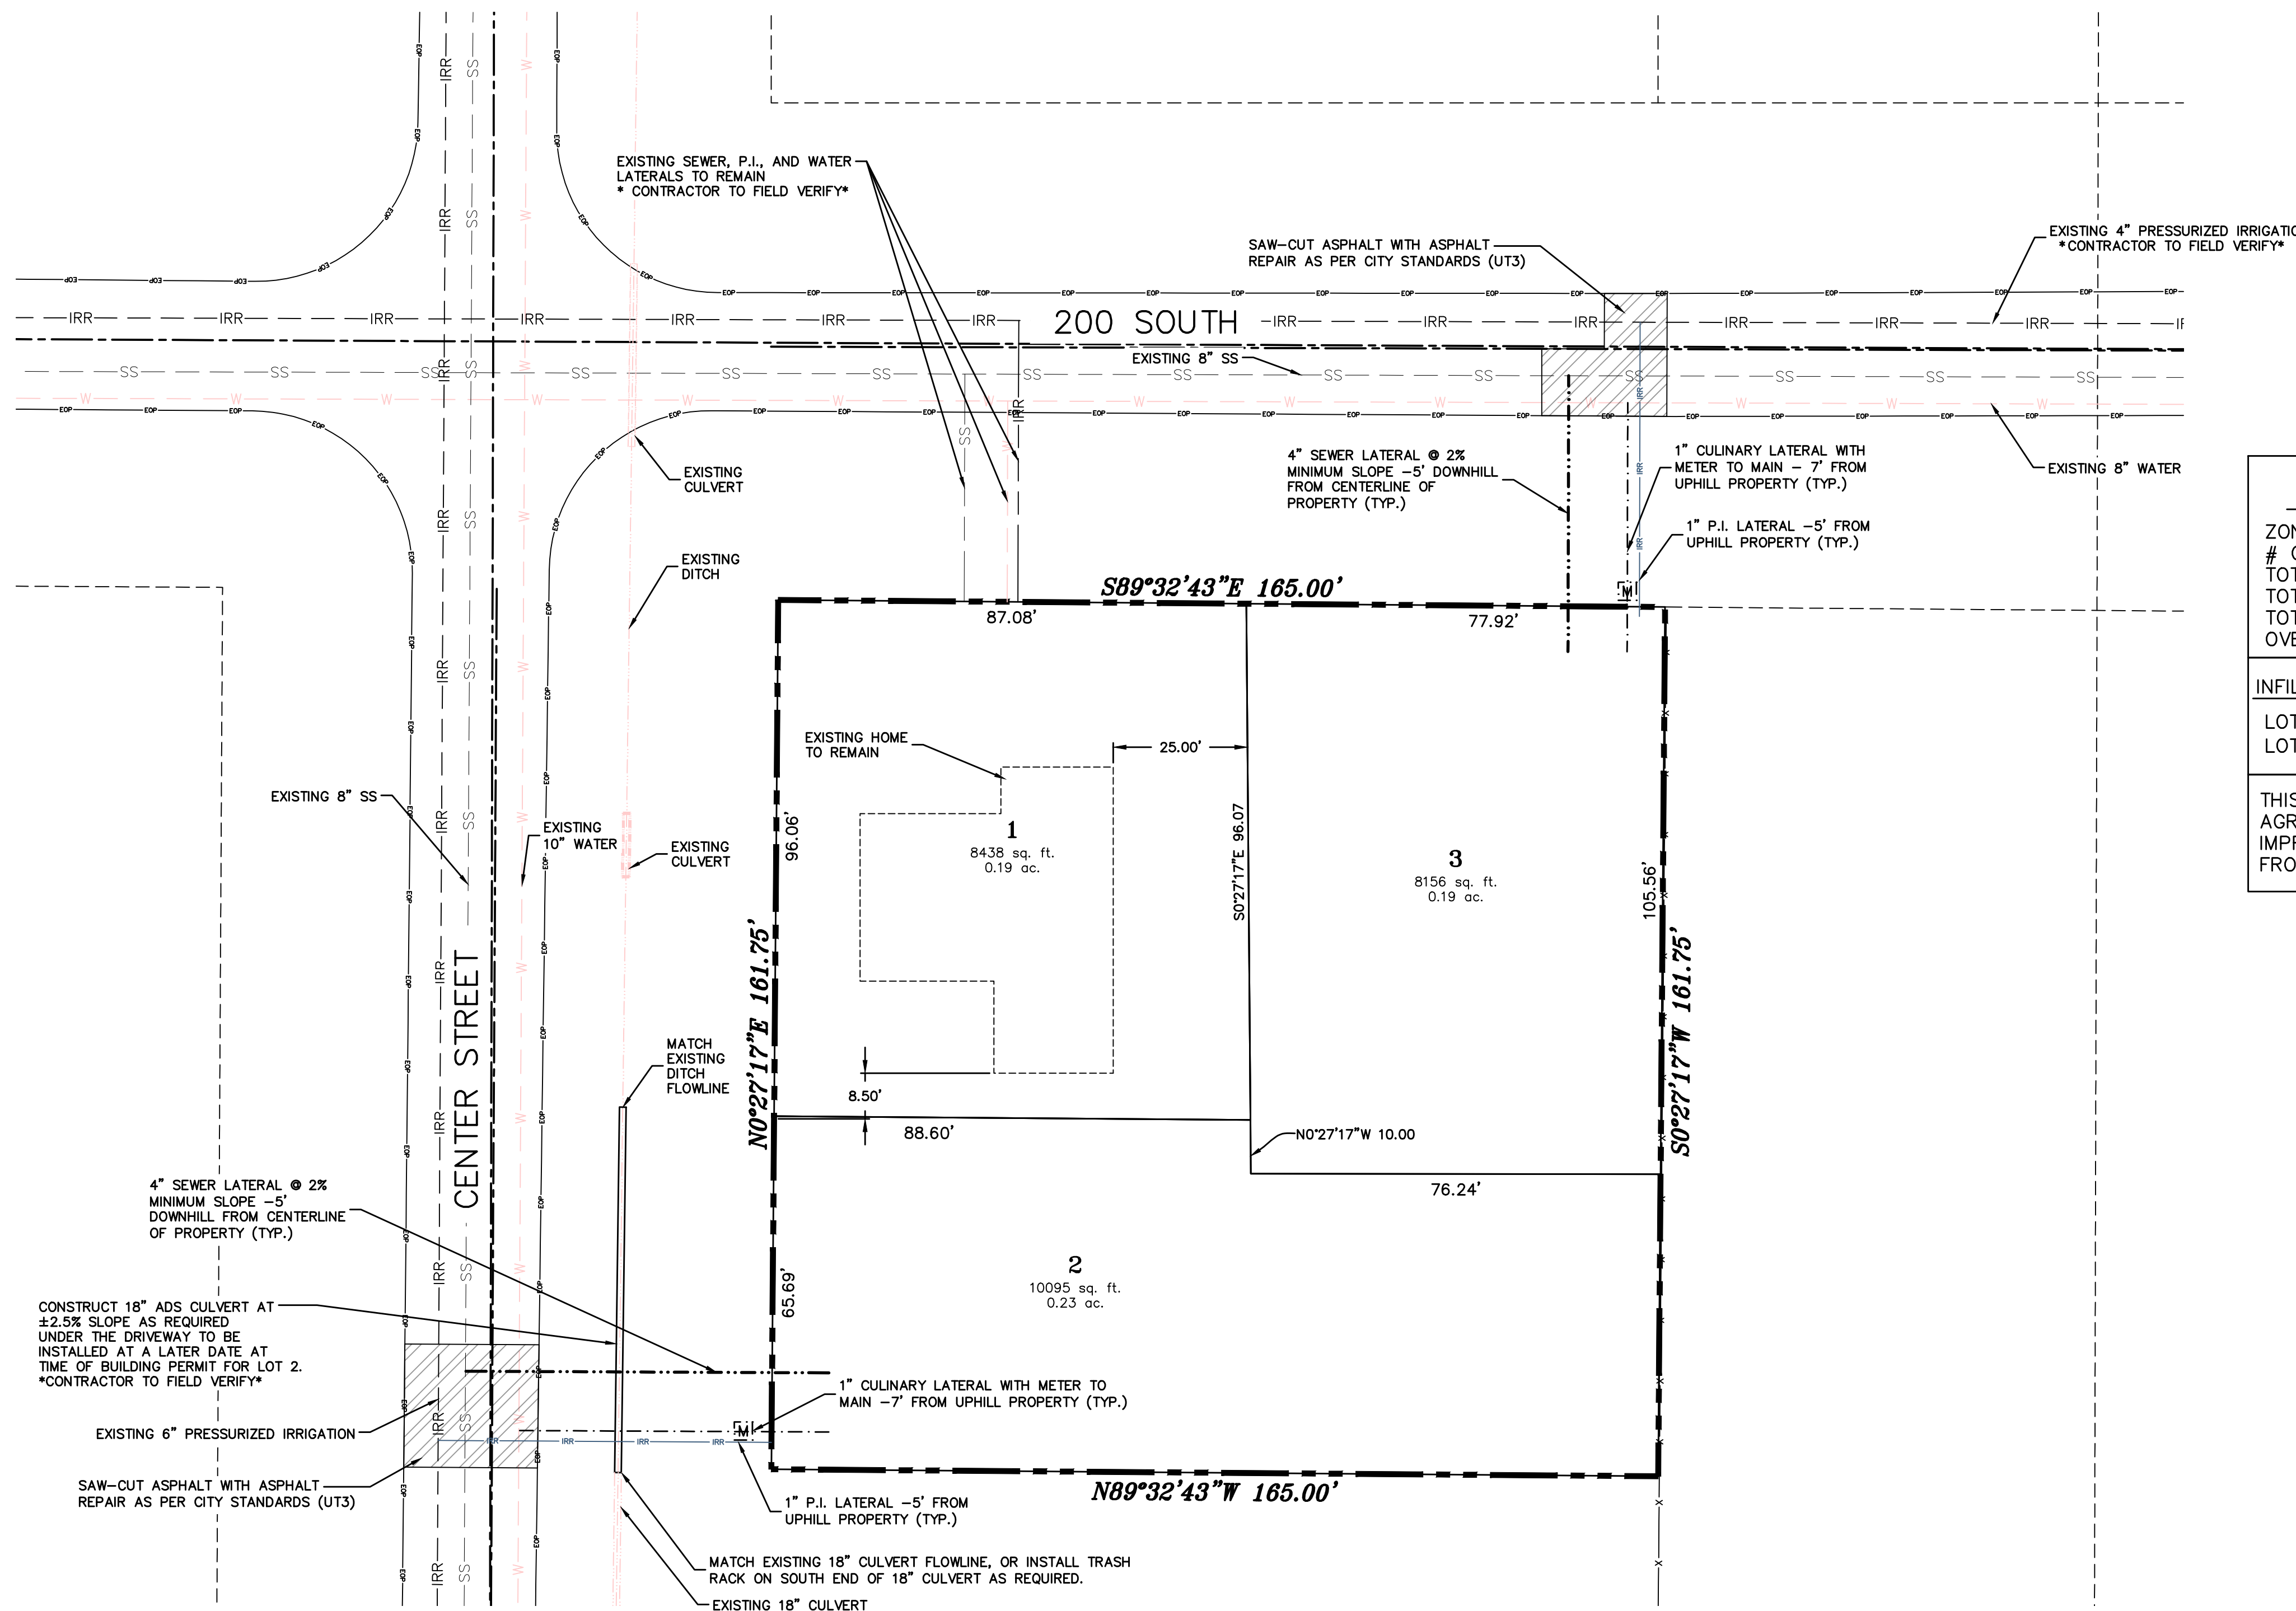 EXISTING SEWER, P.I., AND WATER
LATERALS TO REMAIN
* CONTRACTOR TO FIELD VERIFY*
SAW-CUT ASPHALT WITH ASPHALT
REPAIR AS PER CITY STANDARDS (UT3)
EXISTING 4" PRESSURIZED IRRIGATIO
*CONTRACTOR TO FIELD VERIFY*
200 SOUTH
EXISTING 8" SS
EXISTING
CULVERT
4" SEWER LATERAL @ 2%
MINIMUM SLOPE -5' DOWNHILL
FROM CENTERLINE OF
PROPERTY (TYP.)
1" CULINARY LATERAL WITH
METER TO MAIN - 7' FROM
UPHILL PROPERTY (TYP.)
EXISTING 8" WATER
1" P.I. LATERAL -5' FROM
UPHILL PROPERTY (TYP.)
EXISTING
DITCH
S89°32'43"E 165.00'
87.08'
77.92'
M
ZON
# O
TOT
TOT
TOT
OVE
INFIL
LOT
LOT
THIS
AGR
IMPR
FRO
EXISTING HOME
TO REMAIN
25.00'
EXISTING 8" SS
EXISTING
10" WATER
EXISTING
CULVERT
96.06'
1
8438 sq. ft.
0.19 ac.
S0°27'17"E 96.07
3
8156 sq. ft.
0.19 ac.
105.56'
N0°27'17"E 161.75'
S0°27'17"W 161.75'
CENTER STREET
MATCH
EXISTING
DITCH
FLOWLINE
8.50'
88.60'
N0°27'17"W 10.00
76.24'
4" SEWER LATERAL @ 2%
MINIMUM SLOPE -5'
DOWNHILL FROM CENTERLINE
OF PROPERTY (TYP.)
65.69'
2
10095 sq. ft.
0.23 ac.
CONSTRUCT 18" ADS CULVERT AT
±2.5% SLOPE AS REQUIRED
UNDER THE DRIVEWAY TO BE
INSTALLED AT A LATER DATE AT
TIME OF BUILDING PERMIT FOR LOT 2.
*CONTRACTOR TO FIELD VERIFY*
1" CULINARY LATERAL WITH METER TO
MAIN -7' FROM UPHILL PROPERTY (TYP.)
M
EXISTING 6" PRESSURIZED IRRIGATION
SAW-CUT ASPHALT WITH ASPHALT
REPAIR AS PER CITY STANDARDS (UT3)
N89°32'43"W 165.00'
1" P.I. LATERAL -5' FROM
UPHILL PROPERTY (TYP.)
MATCH EXISTING 18" CULVERT FLOWLINE, OR INSTALL TRASH
RACK ON SOUTH END OF 18" CULVERT AS REQUIRED.
EXISTING 18" CULVERT